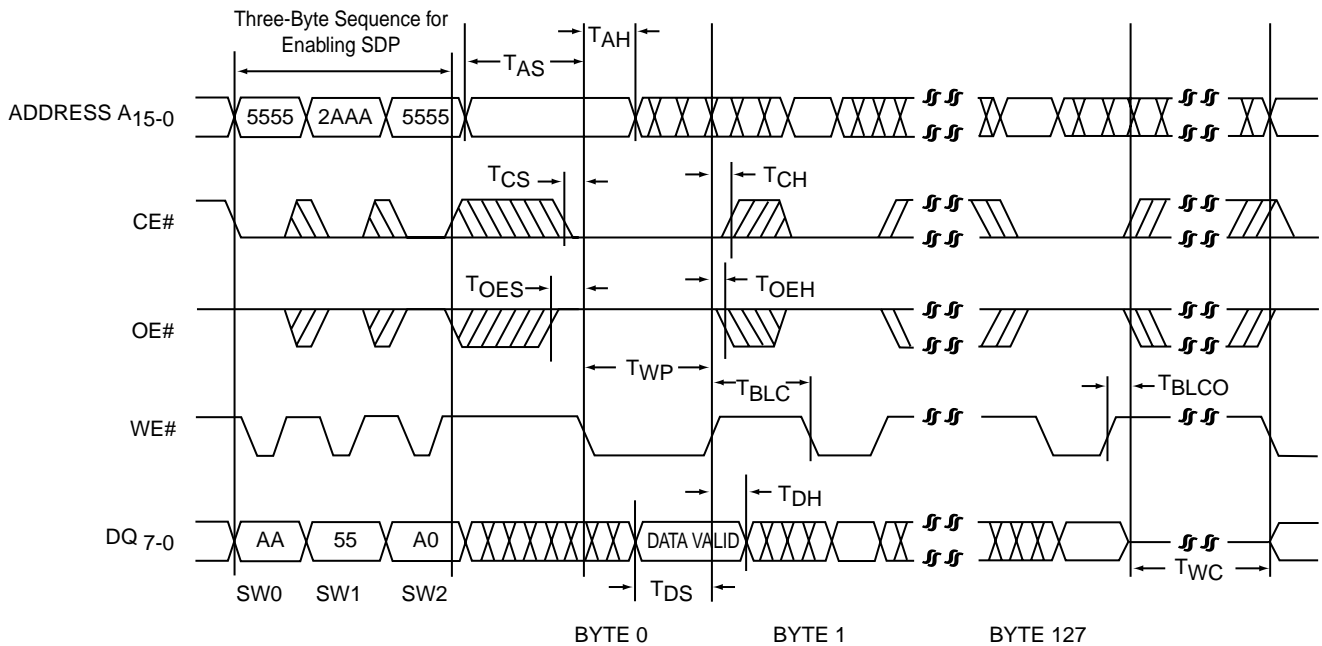 Three-Byte Sequence for
Enabling SDP
TAH
TAS
ADDRESS A15-0
5555
2AAA
5555
TCS
TCH
CE#
TOES
TOEH
OE#
TWP
TBLC
TBLCO
WE#
TDH
DQ 7-0
AA
55
A0
DATA VALID
TWC
SW0
SW1
SW2
TDS
BYTE 0
BYTE 1
BYTE 127